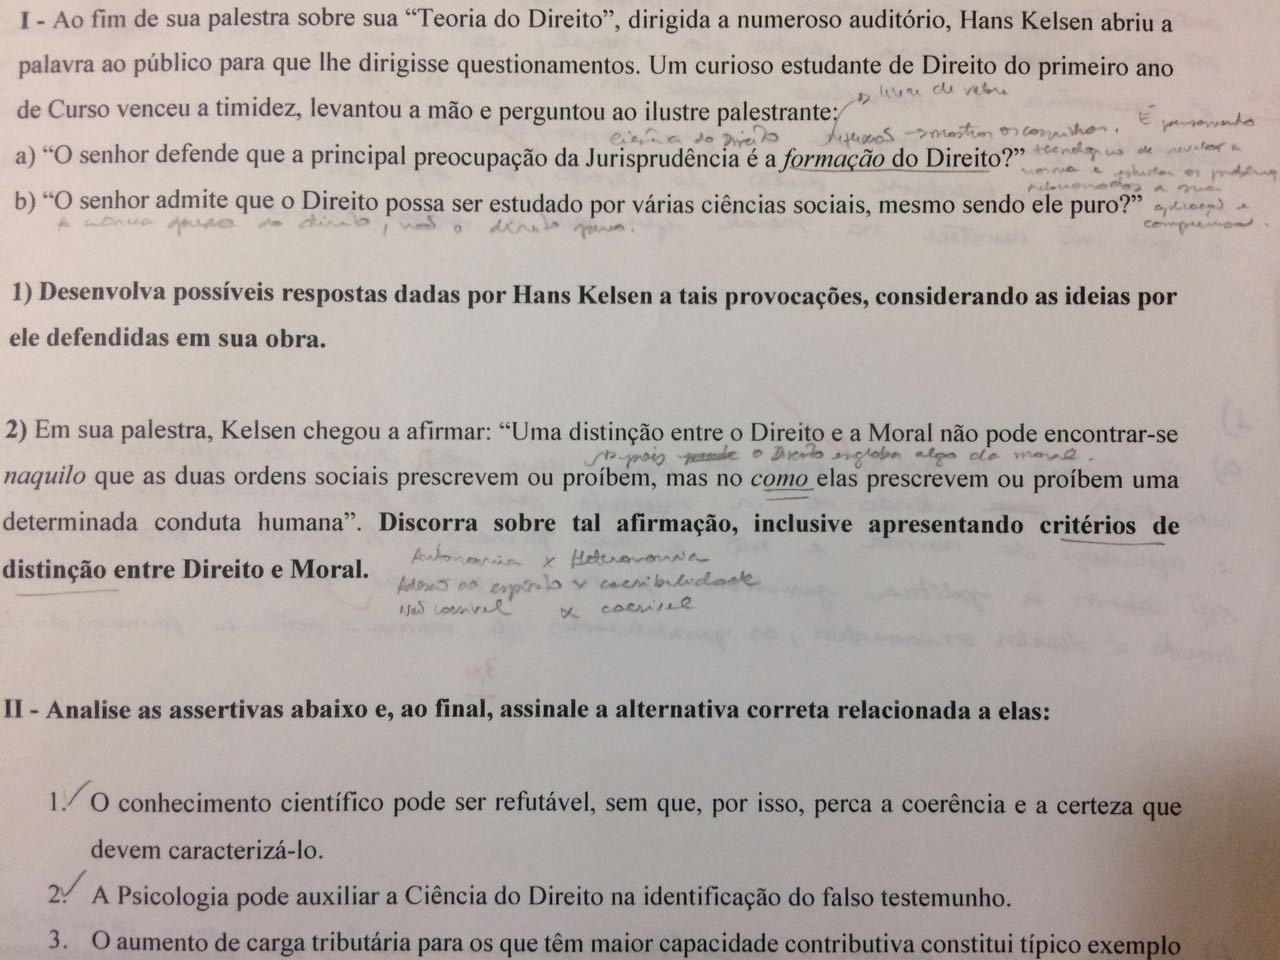 I - Ao fim de sua palestra sobre sua “Teoria do Direito”, dirigida a numeroso auditório, Hans Kelsen abriu a
palavra ao público para que lhe dirigisse questionamentos. Um curioso estudante de Direito do primeiro ano
de Curso venceu a timidez, levantou a mão e perguntou ao ilustre palestrante:
livre de valor
ciência do Direito → mostrar os caminhos. É pensamento
a) “O senhor defende que a principal preocupação da Jurisprudência é a formação do Direito?”
tecnológico de revelar a
norma e estudar os problemas
relacionados a sua
b) “O senhor admite que o Direito possa ser estudado por várias ciências sociais, mesmo sendo ele puro?”
aplicação e
do direito, não o direito puro.
1) Desenvolva possíveis respostas dadas por Hans Kelsen a tais provocações, considerando as ideias por
ele defendidas em sua obra.
2) Em sua palestra, Kelsen chegou a afirmar: “Uma distinção entre o Direito e a Moral não pode encontrar-se
pois o Direito engloba algo da moral.
naquilo que as duas ordens sociais prescrevem ou proíbem, mas no como elas prescrevem ou proíbem uma
determinada conduta humana”. Discorra sobre tal afirmação, inclusive apresentando critérios de
distinção entre Direito e Moral.
Autonomia x Heteronomia
Adesão ao espírito x coercibilidade
Não coercível x coercível
II - Analise as assertivas abaixo e, ao final, assinale a alternativa correta relacionada a elas:
1. O conhecimento científico pode ser refutável, sem que, por isso, perca a coerência e a certeza que
devem caracterizá-lo.
2. A Psicologia pode auxiliar a Ciência do Direito na identificação do falso testemunho.
3. O aumento de carga tributária para os que têm maior capacidade contributiva constitui típico exemplo